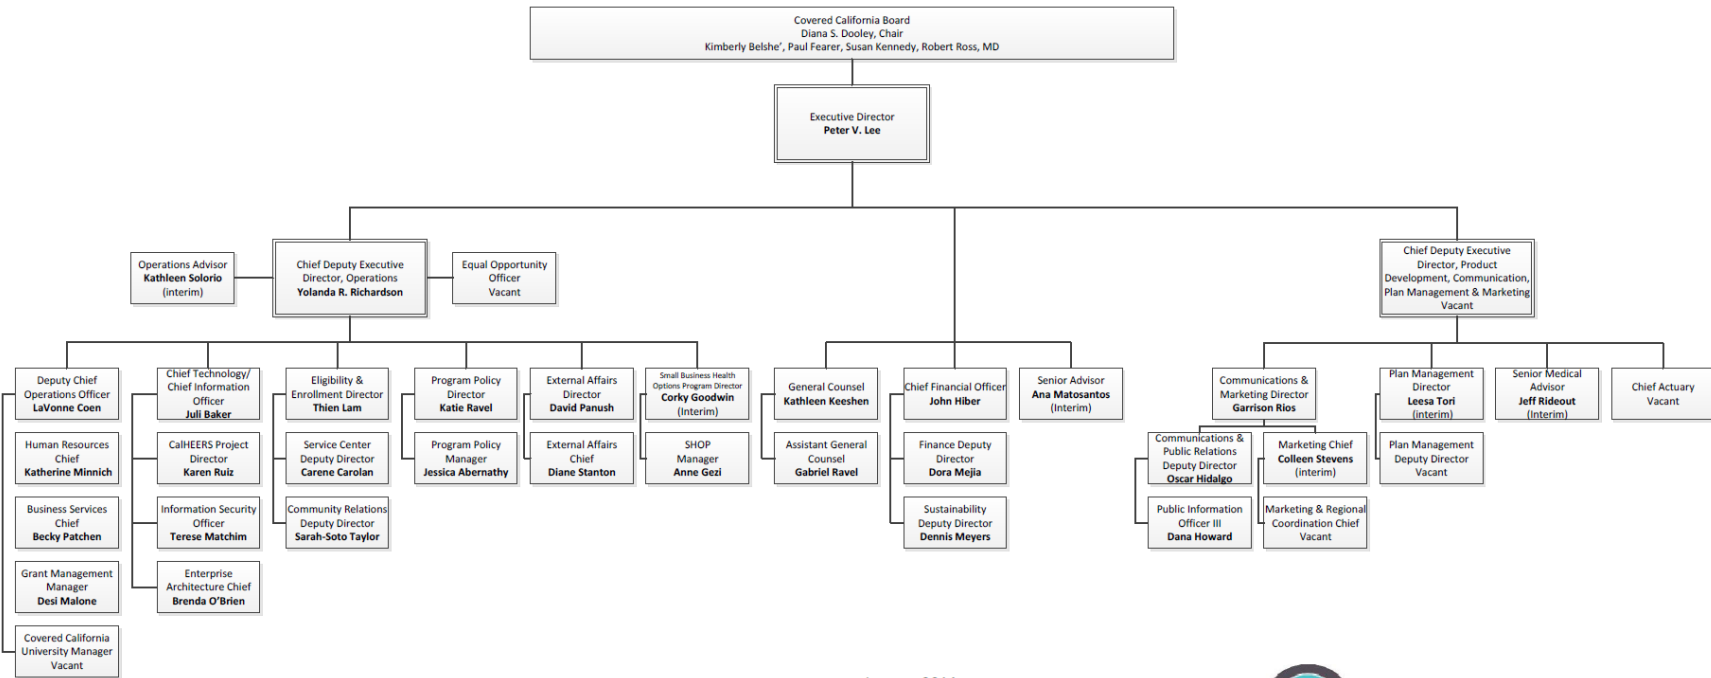 Covered California Board
Diana S. Dooley, Chair
Kimberly Belshe’, Paul Fearer, Susan Kennedy, Robert Ross, MD
Executive Director
Peter V. Lee
Operations Advisor
Kathleen Solorio
(interim)
Chief Deputy Executive
Director, Operations
Yolanda R. Richardson
Equal Opportunity
Officer
Vacant
Chief Deputy Executive
Director, Product
Development, Communication,
Plan Management & Marketing
Vacant
Deputy Chief
Operations Officer
LaVonne Coen
Chief Technology/
Chief Information
Officer
Juli Baker
Eligibility &
Enrollment Director
Thien Lam
Program Policy
Director
Katie Ravel
External Affairs
Director
David Panush
Small Business Health
Options Program Director
Corky Goodwin
(Interim)
General Counsel
Kathleen Keeshen
Chief Financial Officer
John Hiber
Senior Advisor
Ana Matosantos
(Interim)
Communications &
Marketing Director
Garrison Rios
Plan Management
Director
Leesa Tori
(interim)
Senior Medical
Advisor
Jeff Rideout
(Interim)
Chief Actuary
Vacant
Human Resources
Chief
Katherine Minnich
CalHEERS Project
Director
Karen Ruiz
Service Center
Deputy Director
Carene Carolan
Program Policy
Manager
Jessica Abernathy
External Affairs
Chief
Diane Stanton
SHOP
Manager
Anne Gezi
Assistant General
Counsel
Gabriel Ravel
Finance Deputy
Director
Dora Mejia
Communications &
Public Relations
Deputy Director
Oscar Hidalgo
Marketing Chief
Colleen Stevens
(interim)
Plan Management
Deputy Director
Vacant
Business Services
Chief
Becky Patchen
Information Security
Officer
Terese Matchim
Community Relations
Deputy Director
Sarah-Soto Taylor
Sustainability
Deputy Director
Dennis Meyers
Public Information
Officer III
Dana Howard
Marketing & Regional
Coordination Chief
Vacant
Grant Management
Manager
Desi Malone
Enterprise
Architecture Chief
Brenda O’Brien
Covered California
University Manager
Vacant